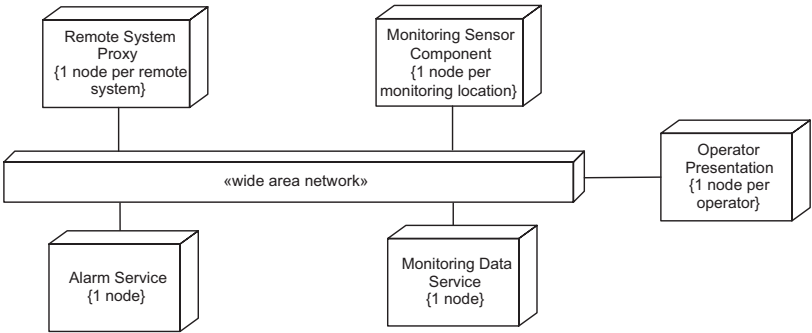 Remote System
Proxy
{1 node per remote
system}
Monitoring Sensor
Component
{1 node per
monitoring location}
Operator
Presentation
{1 node per
operator}
«wide area network»
Alarm Service
{1 node}
Monitoring Data
Service
{1 node}